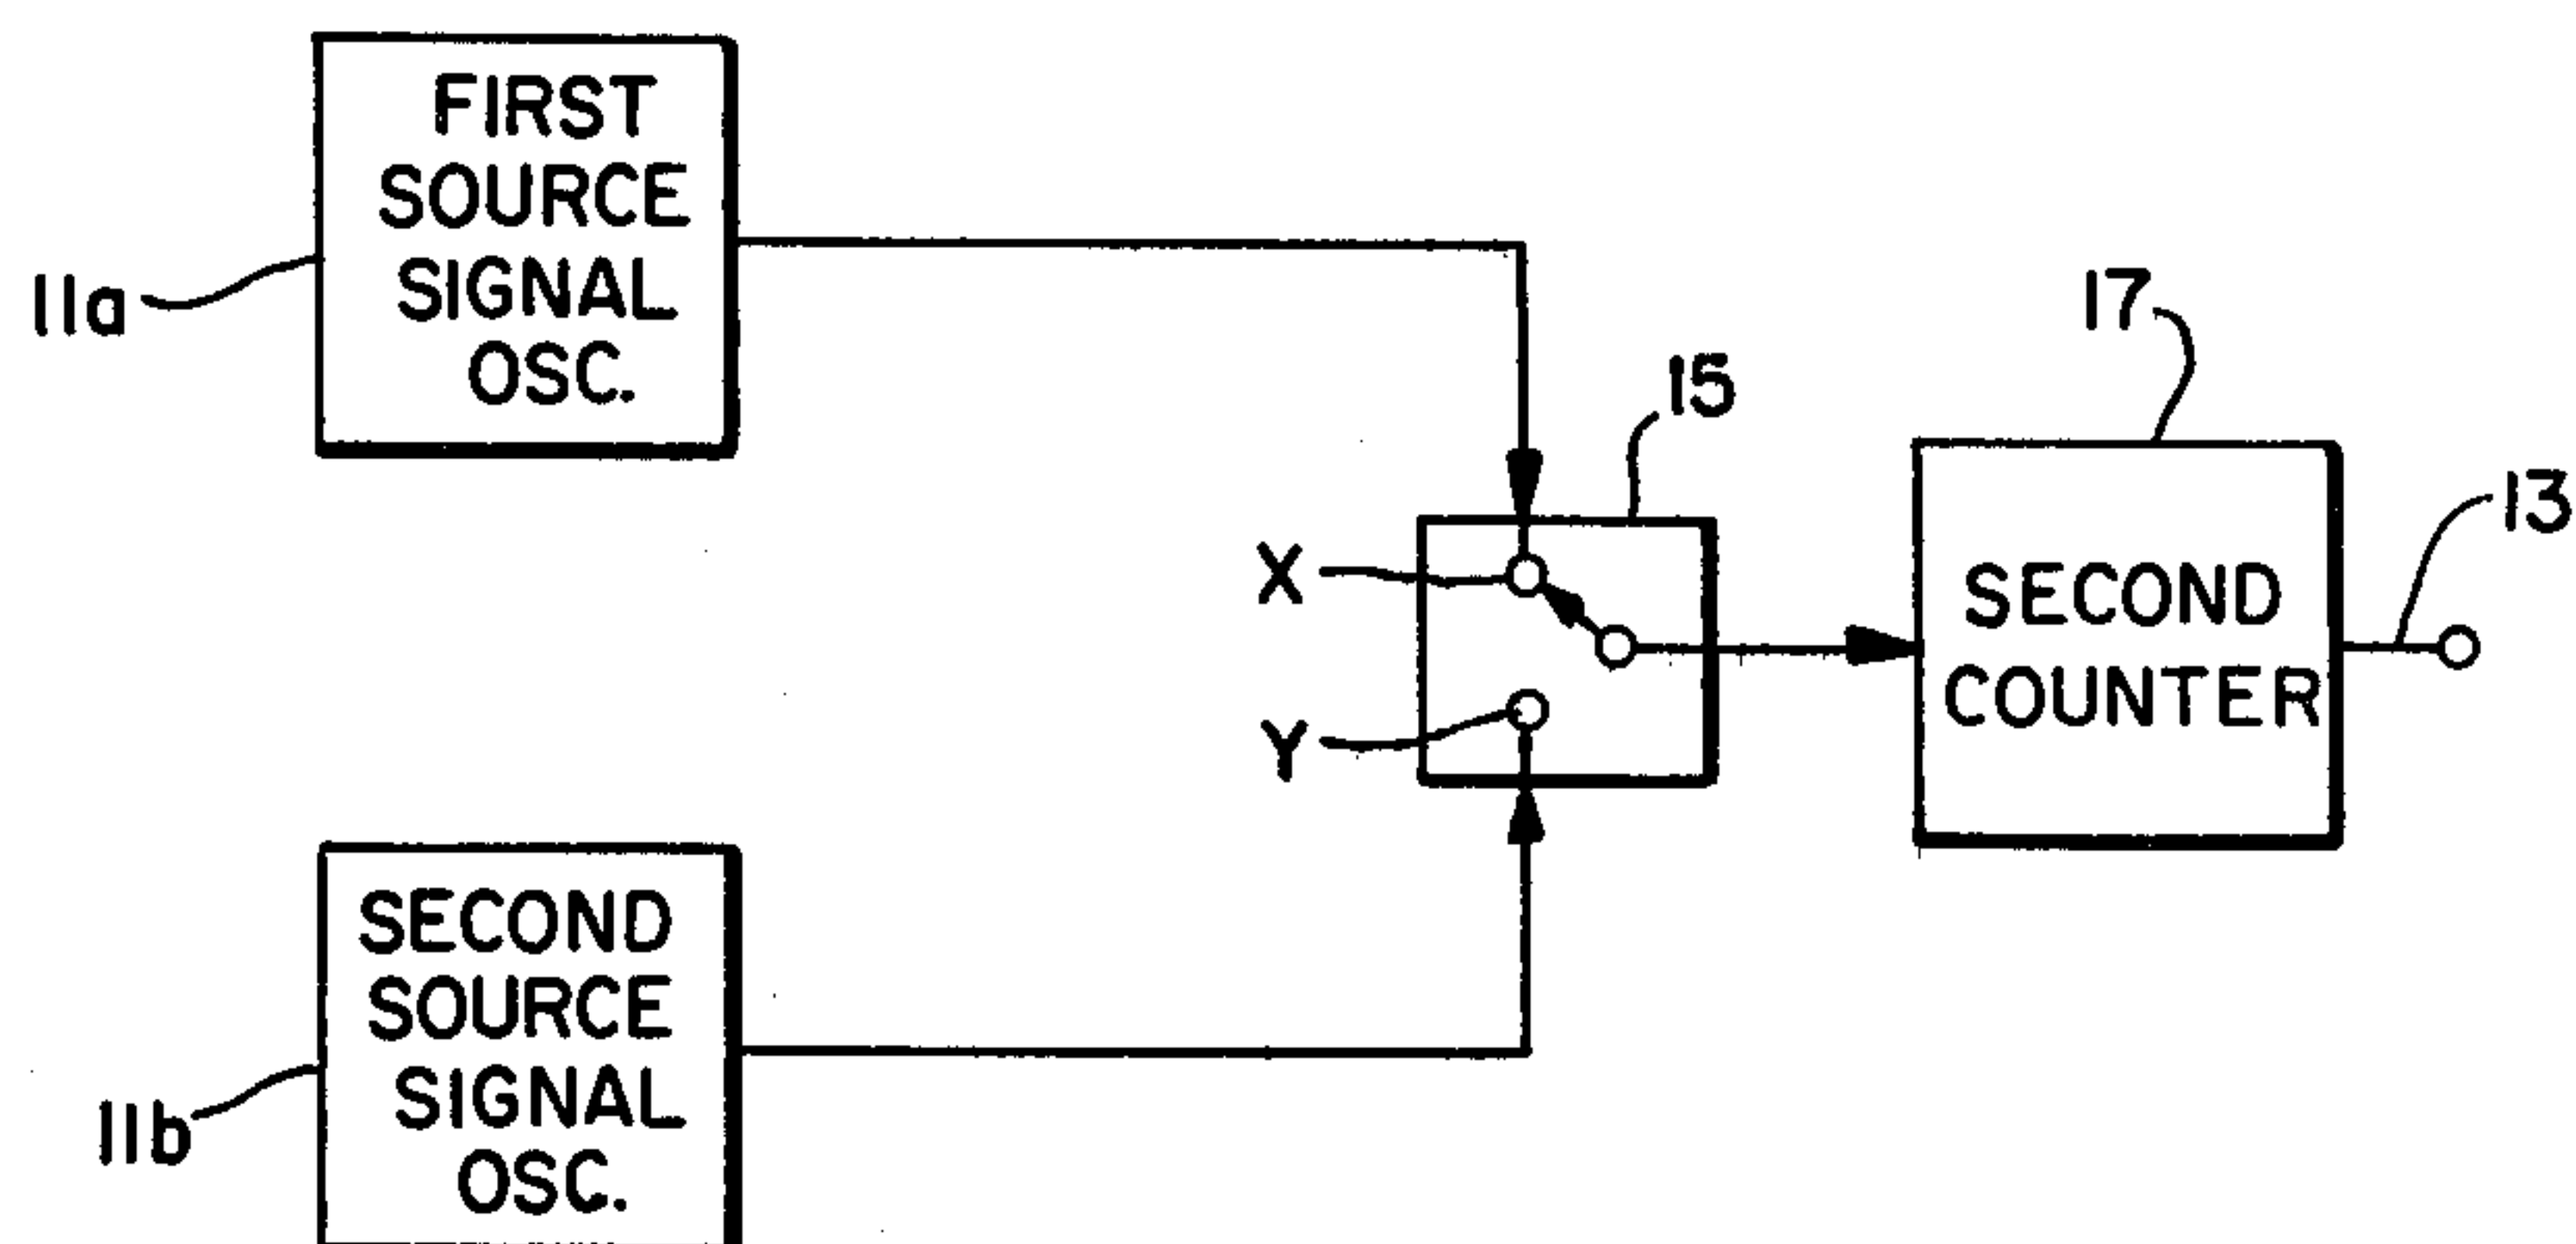 FIRST
SOURCE
SIGNAL
OSC.
11a
17
15
13
X
SECOND
COUNTER
Y
SECOND
SOURCE
SIGNAL
OSC.
11b